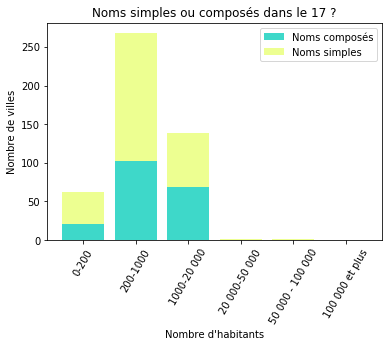 Noms simples ou composés dans le 17 ?
Noms composés
Noms simples
Nombre de villes
250
200
150
100
50
0
0-200
200-1000
1000-20 000
20 000-50 000
50 000 - 100 000
100 000 et plus
Nombre d'habitants